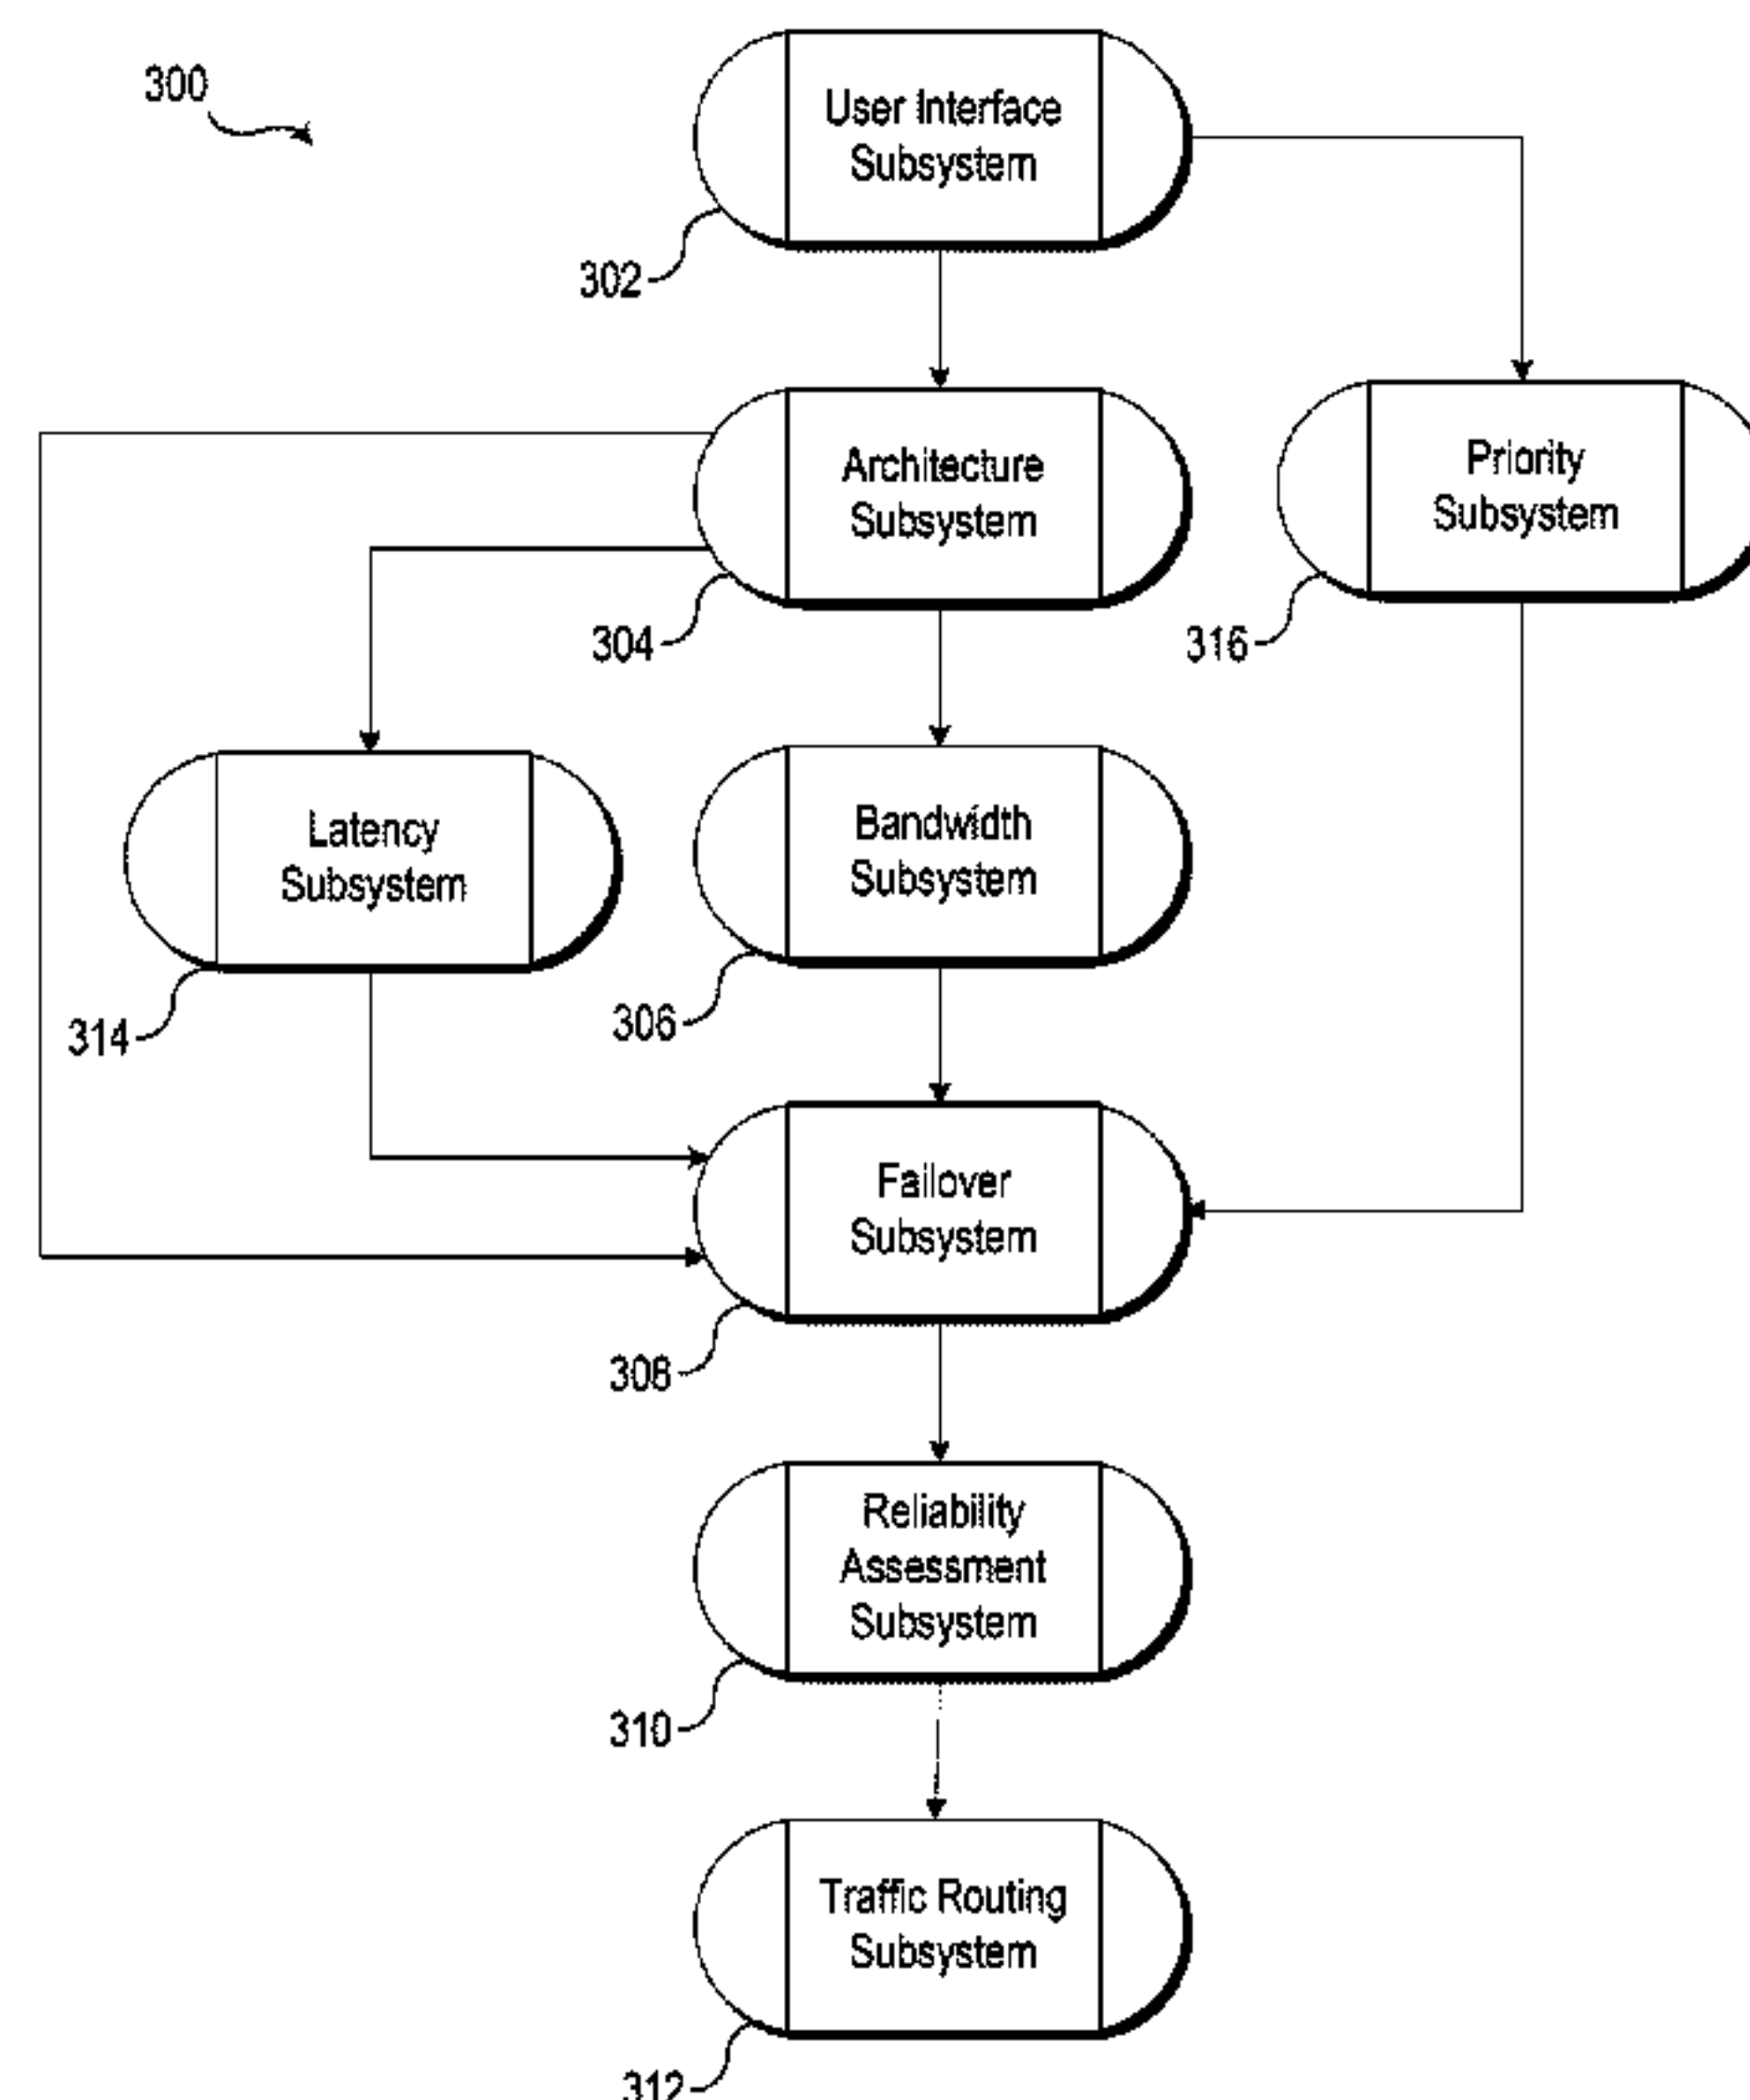 300
User Interface
Subsystem
302
Architecture
Subsystem
304
Priority
Subsystem
316
Latency
Subsystem
314
Bandwidth
Subsystem
306
Failover
Subsystem
308
Reliability
Assessment
Subsystem
310
Traffic Routing
Subsystem
312